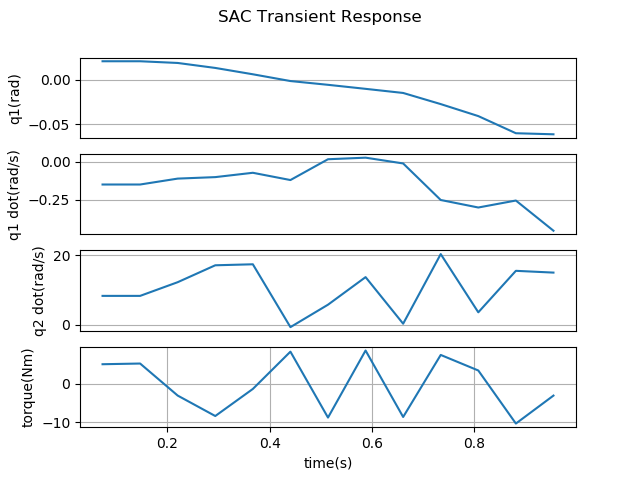 SAC Transient Response
q1(rad)
0.00
−0.05
q1 dot(rad/s)
0.00
−0.25
q2 dot(rad/s)
20
0
torque(Nm)
0
−10
0.2 0.4 0.6 0.8
time(s)